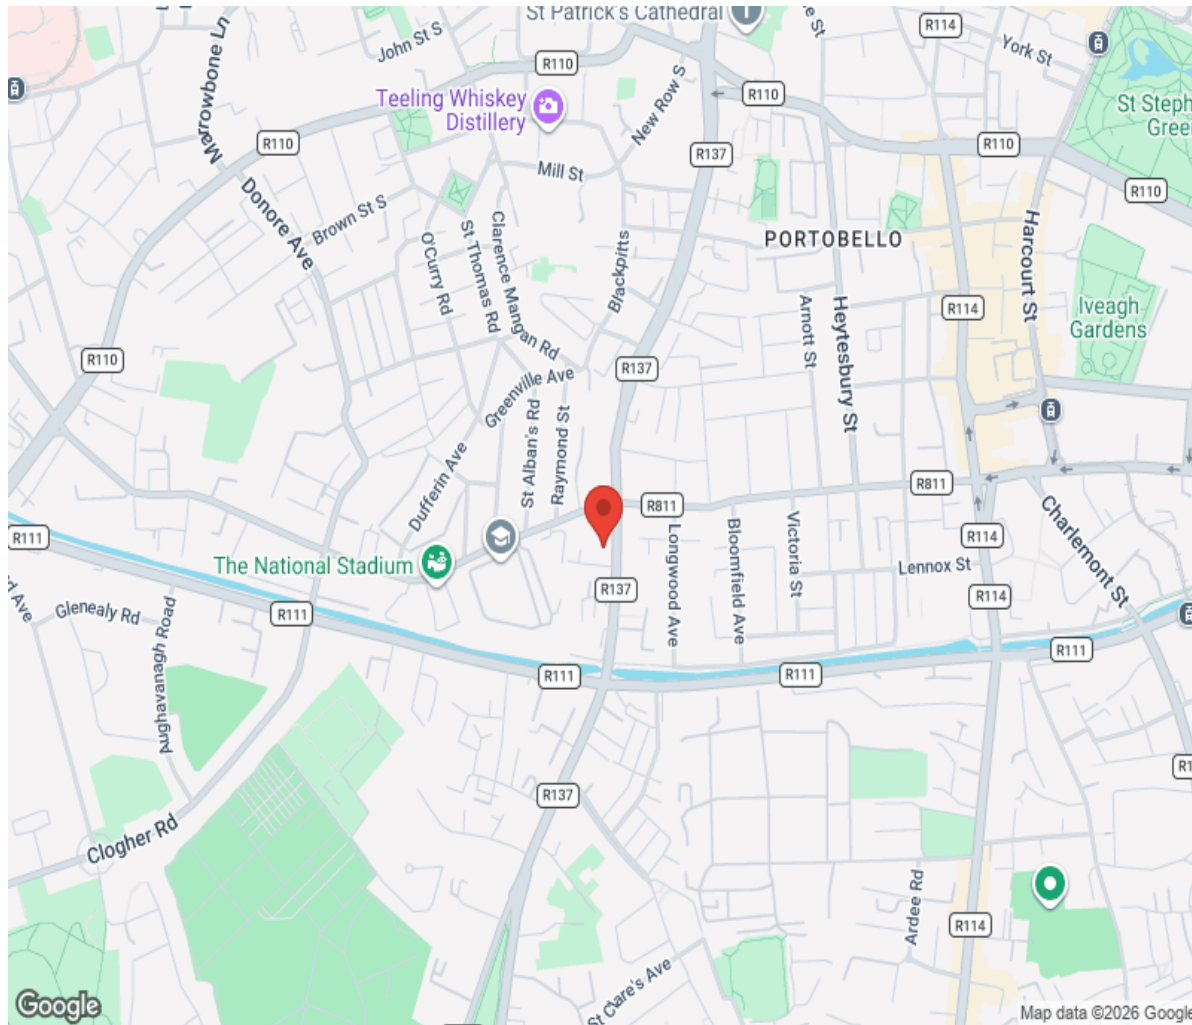 St Patrick's Cathedral
R114
York St
John St S
R110
Marrowbone Ln
Teeling Whiskey
Distillery
New Row S
R110
St Steph
Green
R110
R137
R110
Mill St
R110
Donore Ave
Brown St S
O'Curry Rd
St Thomas Rd
Clarence Mangan Rd
Blackpitts
PORTOBELLO
Harcourt St
Iveagh
Gardens
Arnott St
Heytesbury St
R114
R110
R137
Greenville Ave
St Alban's Rd
Raymond St
Dufferin Ave
R811
R811
R111
The National Stadium
Longwood Ave
Bloomfield Ave
Victoria St
Lennox St
R114
Charlemont St
R137
R114
Glenealy Rd
R111
Aughavanagh Road
R111
R111
R111
R137
Clogher Rd
Ardee Rd
R114
St Clare's Ave
Google
Map data ©2026 Google